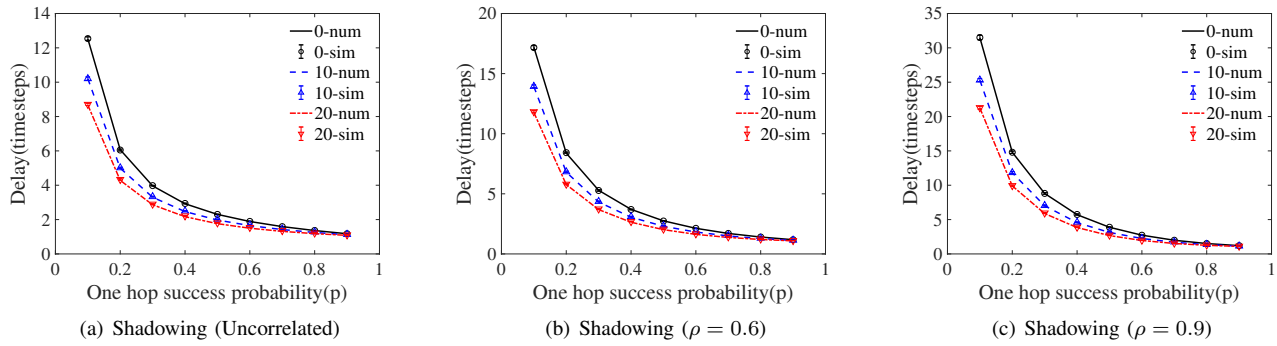 14
12
10
8
6
4
2
0
0
0.2
0.4
0.6
0.8
1
Delay(timesteps)
One hop success probability(p)
0-num
0-sim
10-num
10-sim
20-num
20-sim
(a) Shadowing (Uncorrelated)
20
15
10
5
0
0
0.2
0.4
0.6
0.8
1
Delay(timesteps)
One hop success probability(p)
0-num
0-sim
10-num
10-sim
20-num
20-sim
(b) Shadowing (ρ = 0.6)
35
30
25
20
15
10
5
0
0
0.2
0.4
0.6
0.8
1
Delay(timesteps)
One hop success probability(p)
0-num
0-sim
10-num
10-sim
20-num
20-sim
(c) Shadowing (ρ = 0.9)